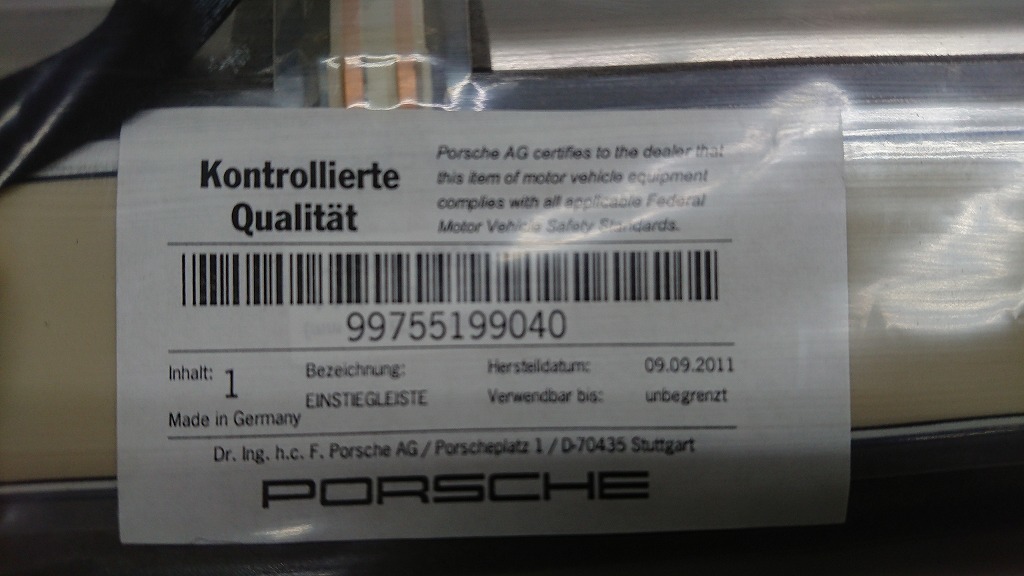 Kontrollierte
Qualität
Porsche AG certifies to the dealer that
this item of motor vehicle equipment
complies with all applicable Federal
Motor Vehicle Safety Standards.
99755199040
Inhalt: 1
Bezeichnung:
EINSTIEGLEISTE
Herstelldatum: 09.09.2011
Verwendbar bis: unbegrenzt
Made in Germany
Dr. Ing. h.c. F. Porsche AG / Porscheplatz 1 / D-70435 Stuttgart
PORSCHE